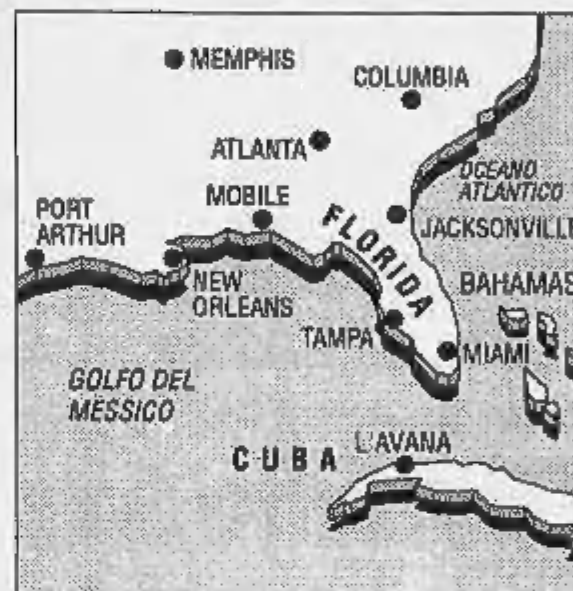 MEMPHIS
COLUMBIA
ATLANTA
OCEANO
ATLANTICO
MOBILE
PORT
ARTHUR
FLORIDA
JACKSONVILLE
NEW
ORLEANS
BAHAMAS
TAMPA
MIAMI
GOLFO DEL
MESSICO
CUBA
L'AVANA